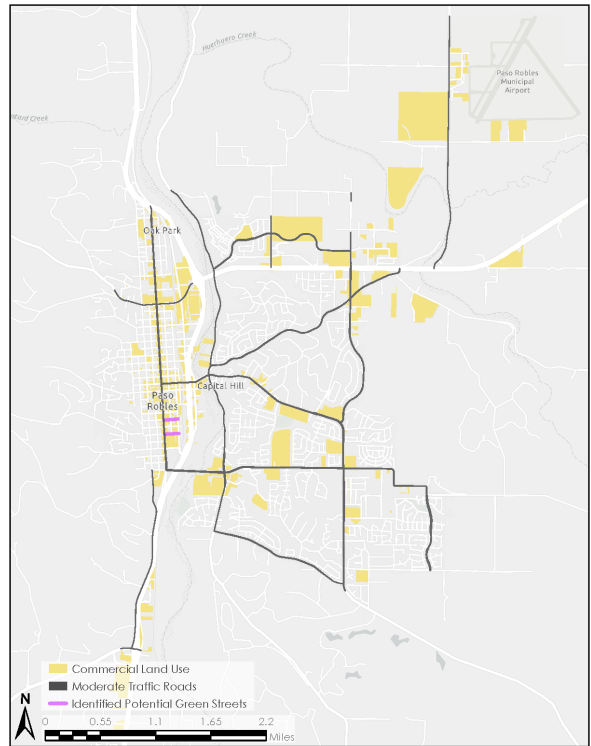 Huerhuero Creek
Paso Robles
Municipal
Airport
Creek
Oak Park
Capital Hill
Paso
Robles
Commercial Land Use
Moderate Traffic Roads
Identified Potential Green Streets
N
0 0.55 1.1 1.65 2.2
Miles